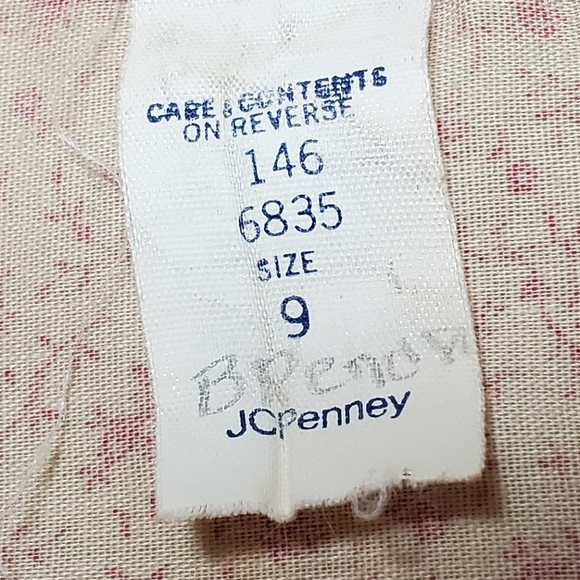 CARE & CONTENTS
ON REVERSE
146
6835
SIZE
9
JCPenney